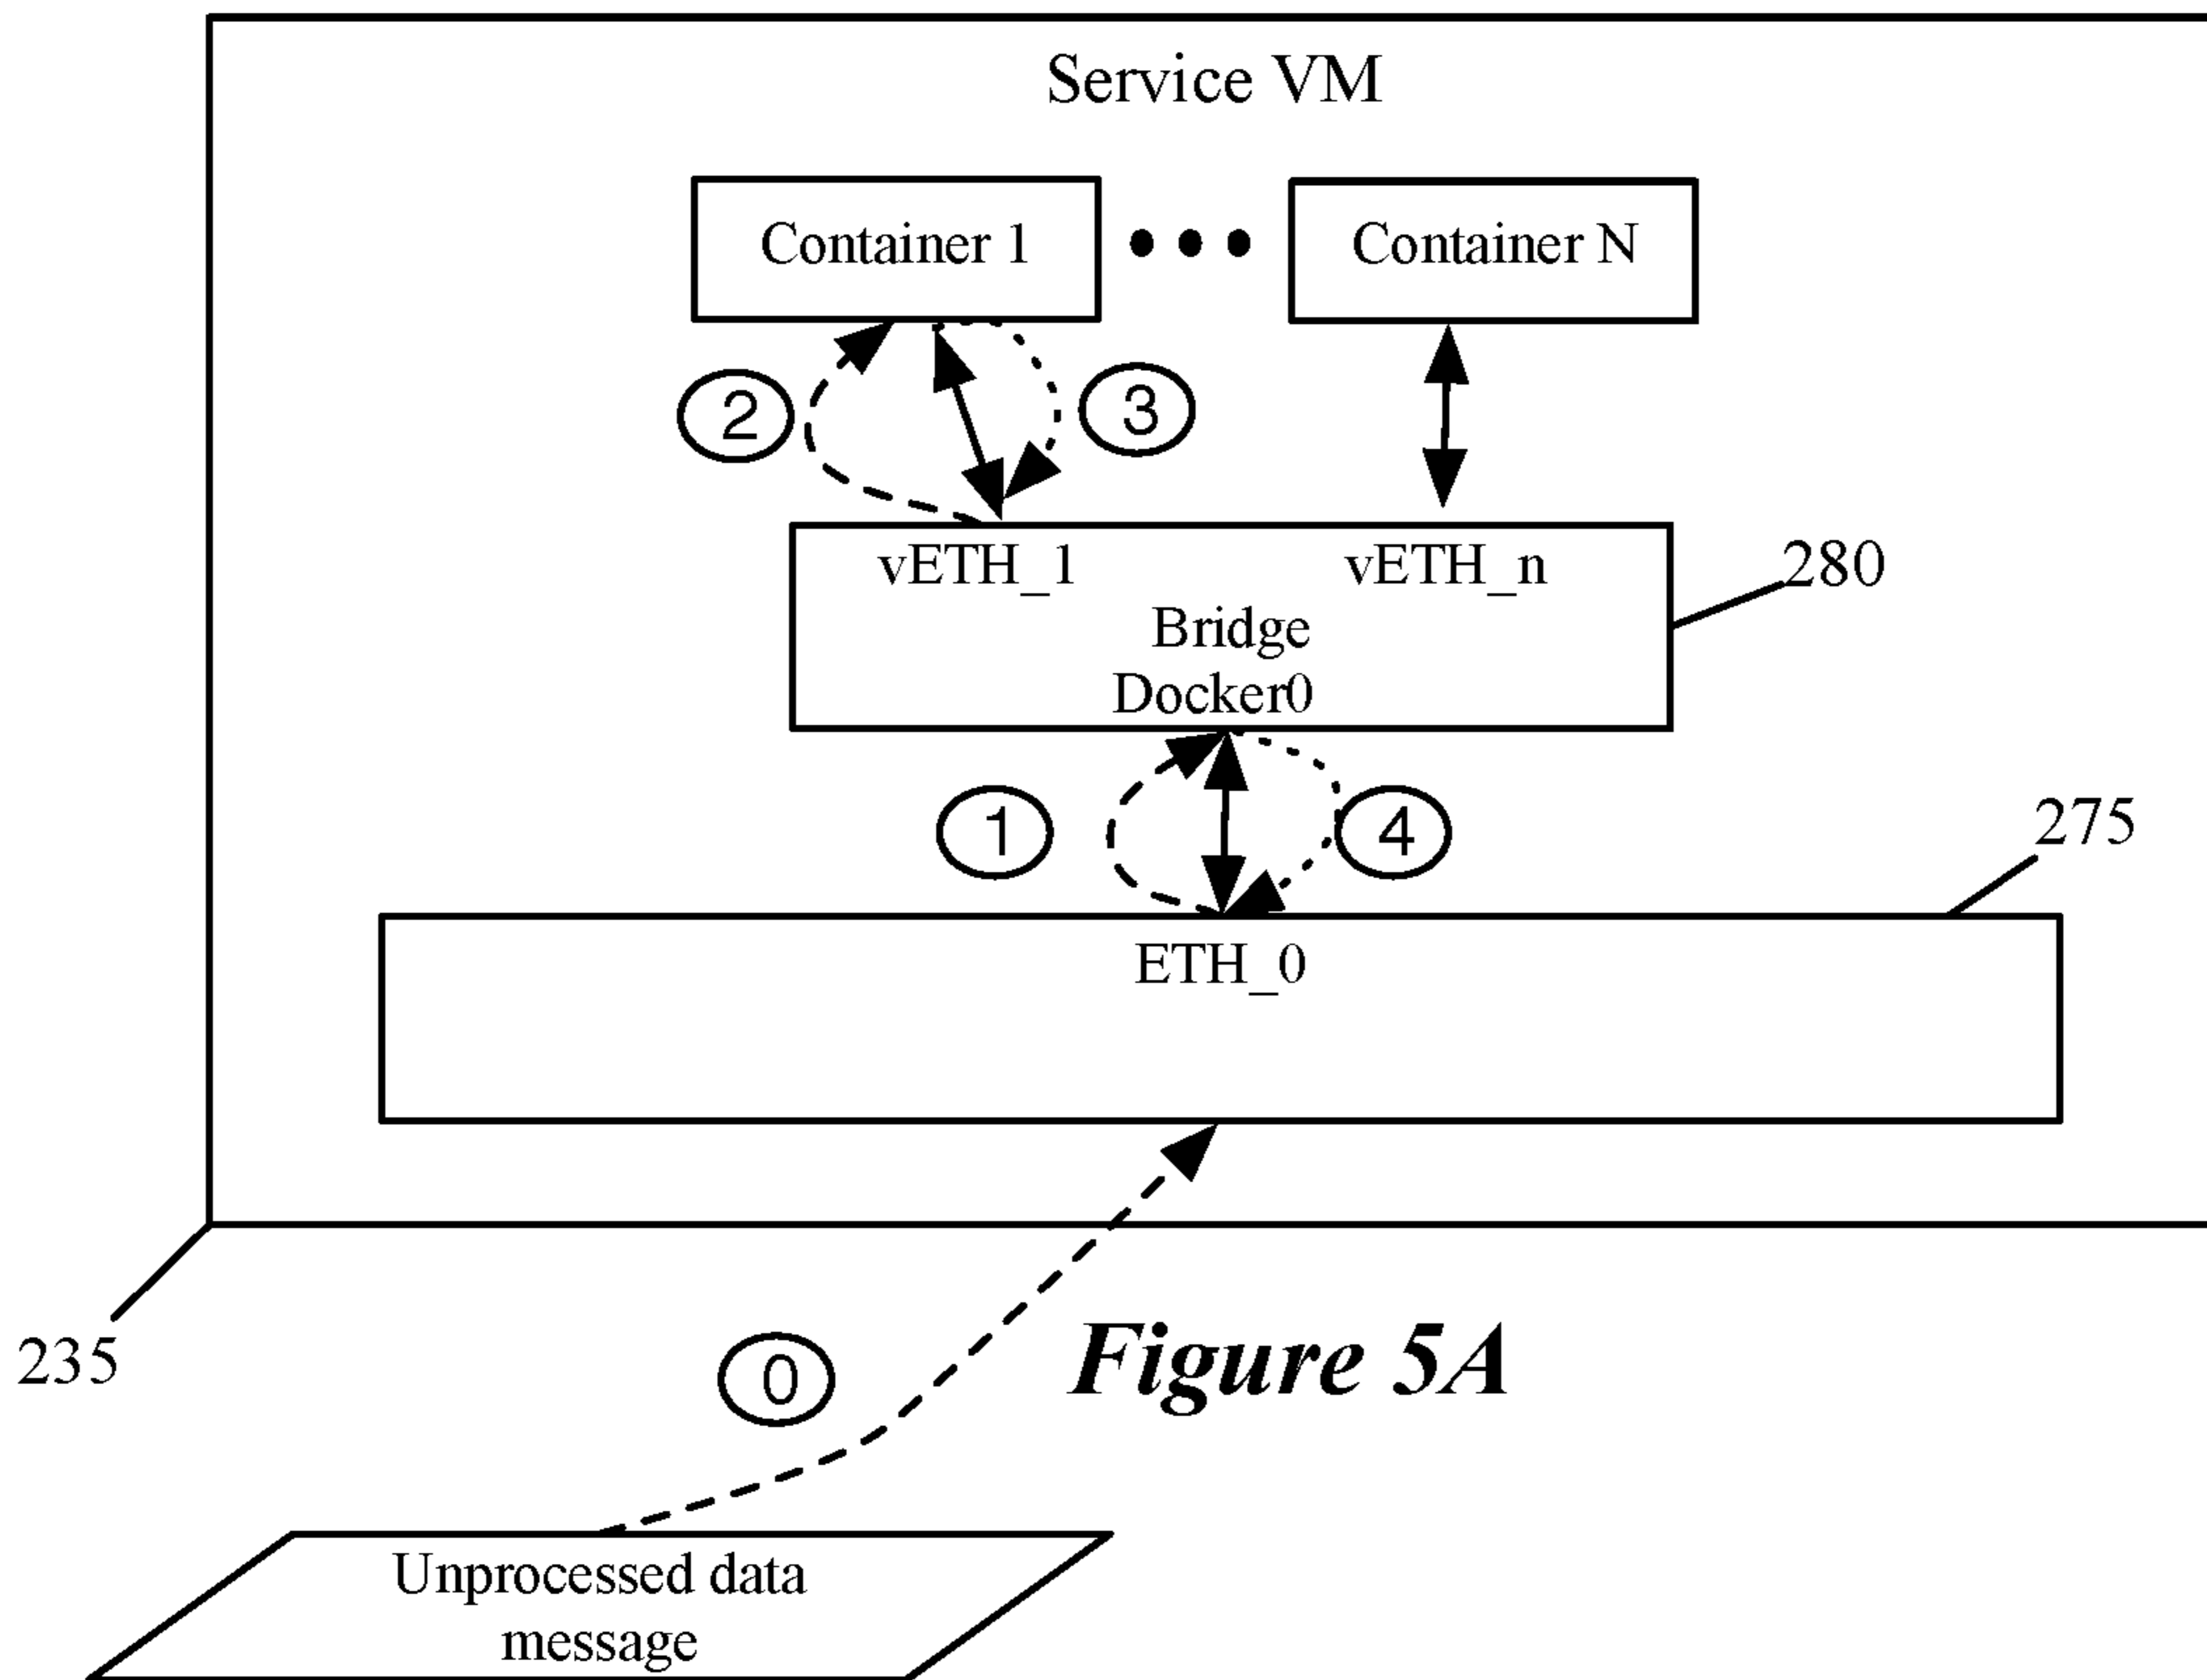 Service VM
Container 1
Container N
2
3
vETH_1
vETH_n
280
Bridge
Docker0
1
4
275
ETH_0
235
0
Figure 5A
Unprocessed data
message